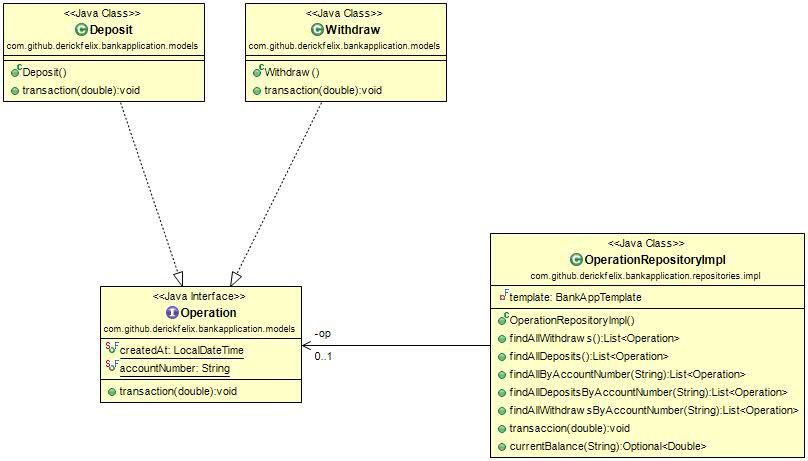 <<Java Class>>
Deposit
com.github.derickfelix.bankapplication.models
Deposit()
transaction(double):void
<<Java Class>>
Withdraw
com.github.derickfelix.bankapplication.models
Withdraw()
transaction(double):void
<<Java Interface>>
Operation
com.github.derickfelix.bankapplication.models
createdAt: LocalDateTime
accountNumber: String
transaction(double):void
-op
0..1
<<Java Class>>
OperationRepositoryImpl
com.github.derickfelix.bankapplication.repositories.impl
template: BankAppTemplate
OperationRepositoryImpl()
findAllWithdraws():List<Operation>
findAllDeposits():List<Operation>
findAllByAccountNumber(String):List<Operation>
findAllDepositsByAccountNumber(String):List<Operation>
findAllWithdrawsByAccountNumber(String):List<Operation>
transaccion(double):void
currentBalance(String):Optional<Double>